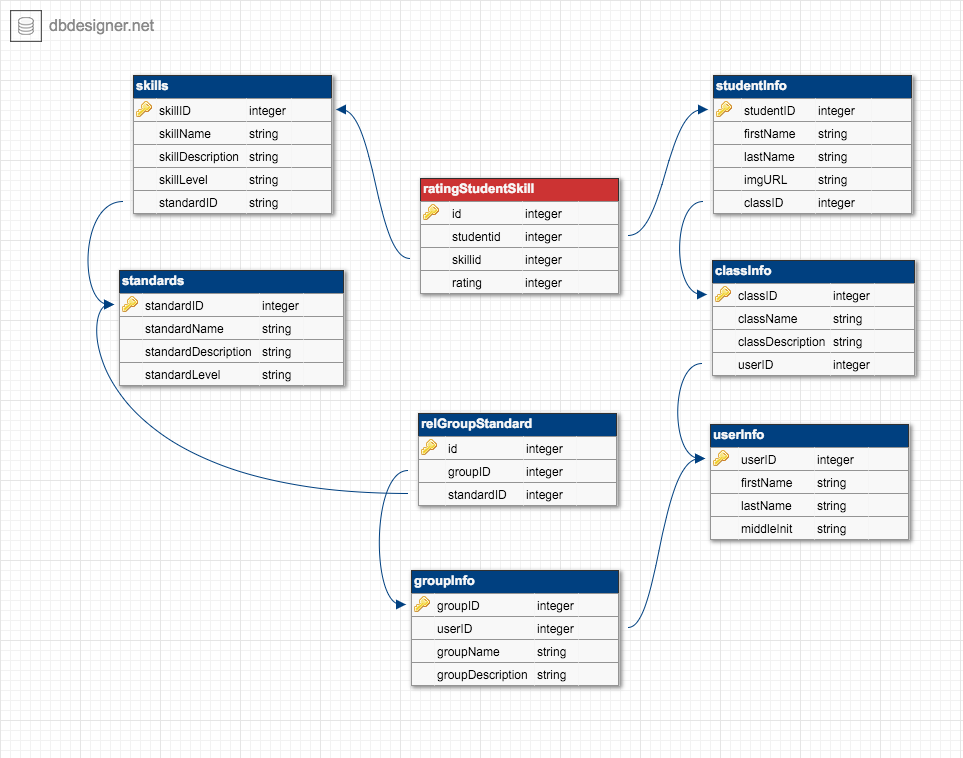 dbdesigner.net
skills
skillID integer
skillName string
skillDescription string
skillLevel string
standardID string
studentInfo
studentID integer
firstName string
lastName string
imgURL string
classID integer
ratingStudentSkill
id integer
studentid integer
skillid integer
rating integer
standards
standardID integer
standardName string
standardDescription string
standardLevel string
classInfo
classID integer
className string
classDescription string
userID integer
relGroupStandard
id integer
groupID integer
standardID integer
userInfo
userID integer
firstName string
lastName string
middleInit string
groupInfo
groupID integer
userID integer
groupName string
groupDescription string